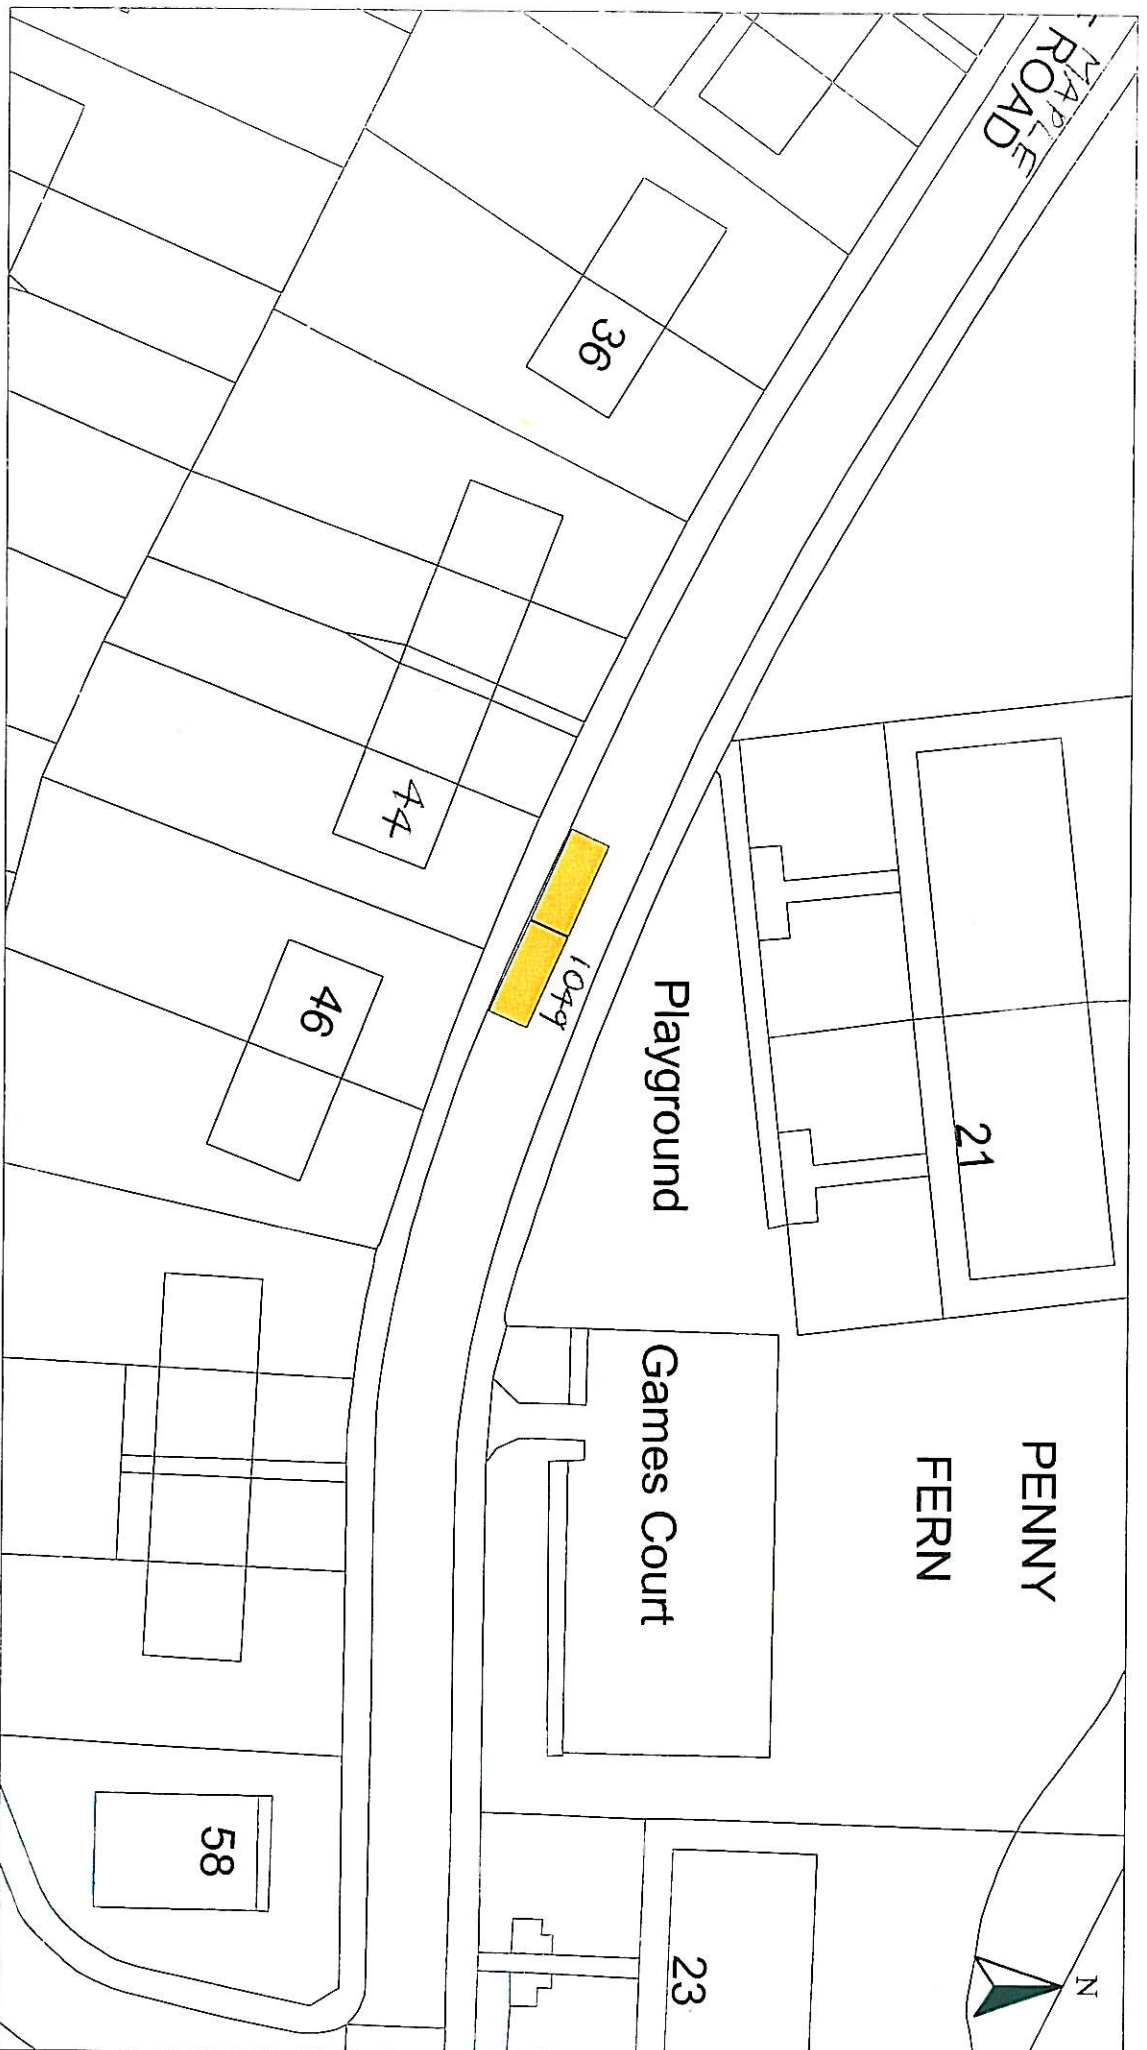 MAPLE
ROAD
36
44
1049
46
Playground
21
Games Court
PENNY
FERN
58
23
N